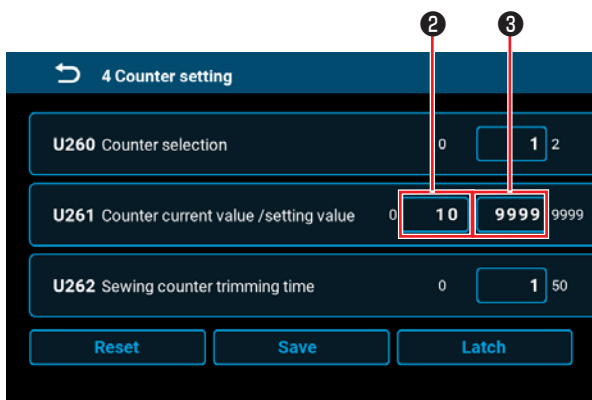 ❷ ❸
4 Counter setting
U260 Counter selection 0 1 2
U261 Counter current value /setting value 0 10 9999 9999
U262 Sewing counter trimming time 0 1 50
Reset Save Latch